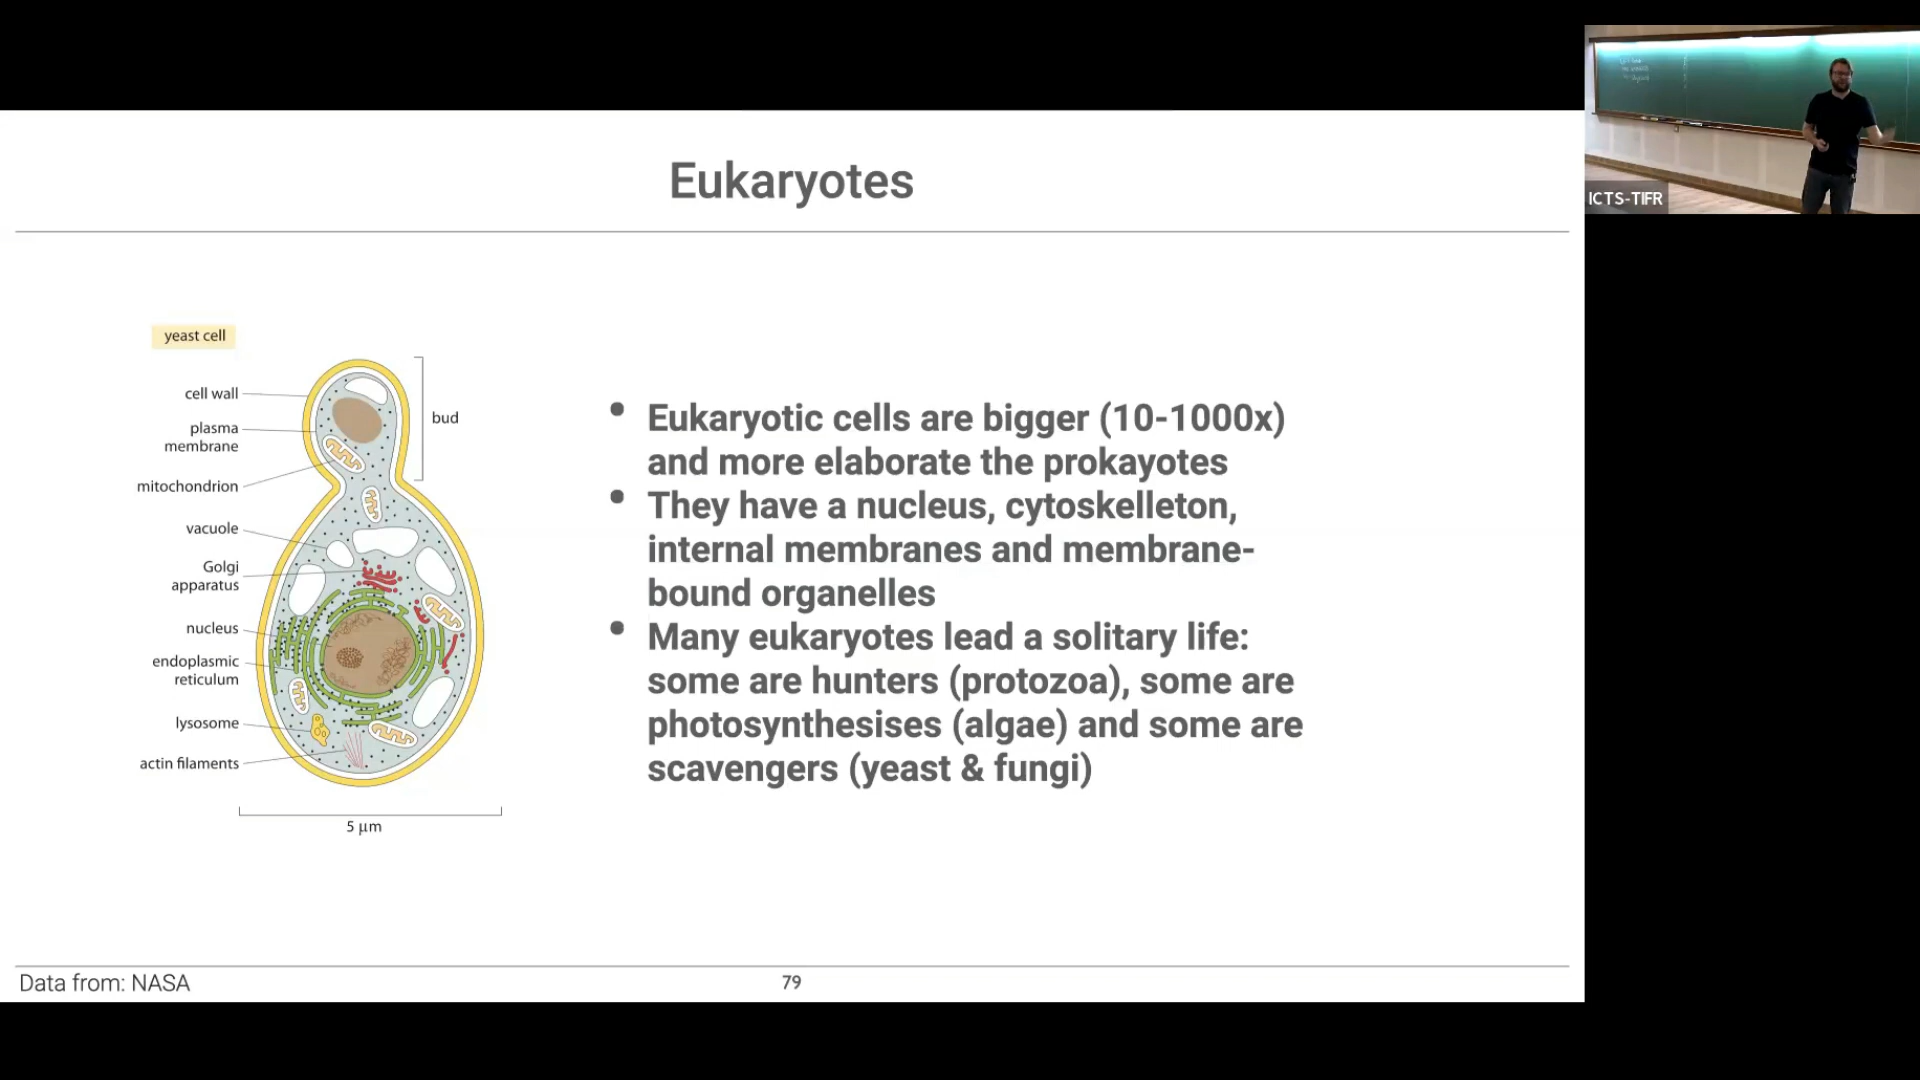 Eukaryotes
yeast cell
cell wall
plasma
membrane
mitochondrion
vacuole
Golgi
apparatus
nucleus
endoplasmic
reticulum
lysosome
actin filaments
bud
5 µm
• Eukaryotic cells are bigger (10-1000x)
and more elaborate the prokayotes
• They have a nucleus, cytoskelleton,
internal membranes and membrane-
bound organelles
• Many eukaryotes lead a solitary life:
some are hunters (protozoa), some are
photosynthesises (algae) and some are
scavengers (yeast & fungi)
Data from: NASA
79
ICTS-TIFR